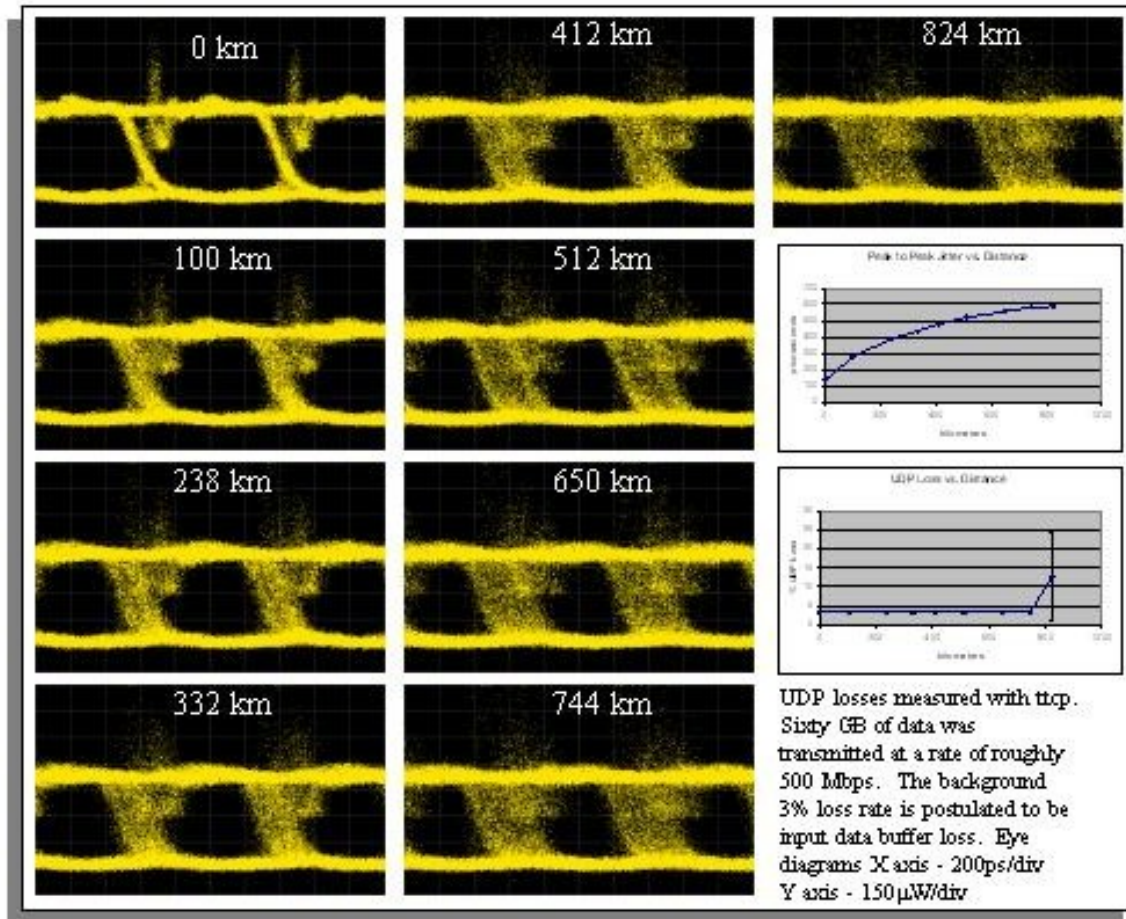 0 km
412 km
824 km
100 km
512 km
Peak to Peak Jitter vs. Distance
238 km
650 km
UDP Loss vs. Distance
332 km
744 km
UDP losses measured with ttcp.
Sixty GB of data was
transmitted at a rate of roughly
500 Mbps. The background
3% loss rate is postulated to be
input data buffer loss. Eye
diagrams X axis - 200ps/div
Y axis - 150µW/div